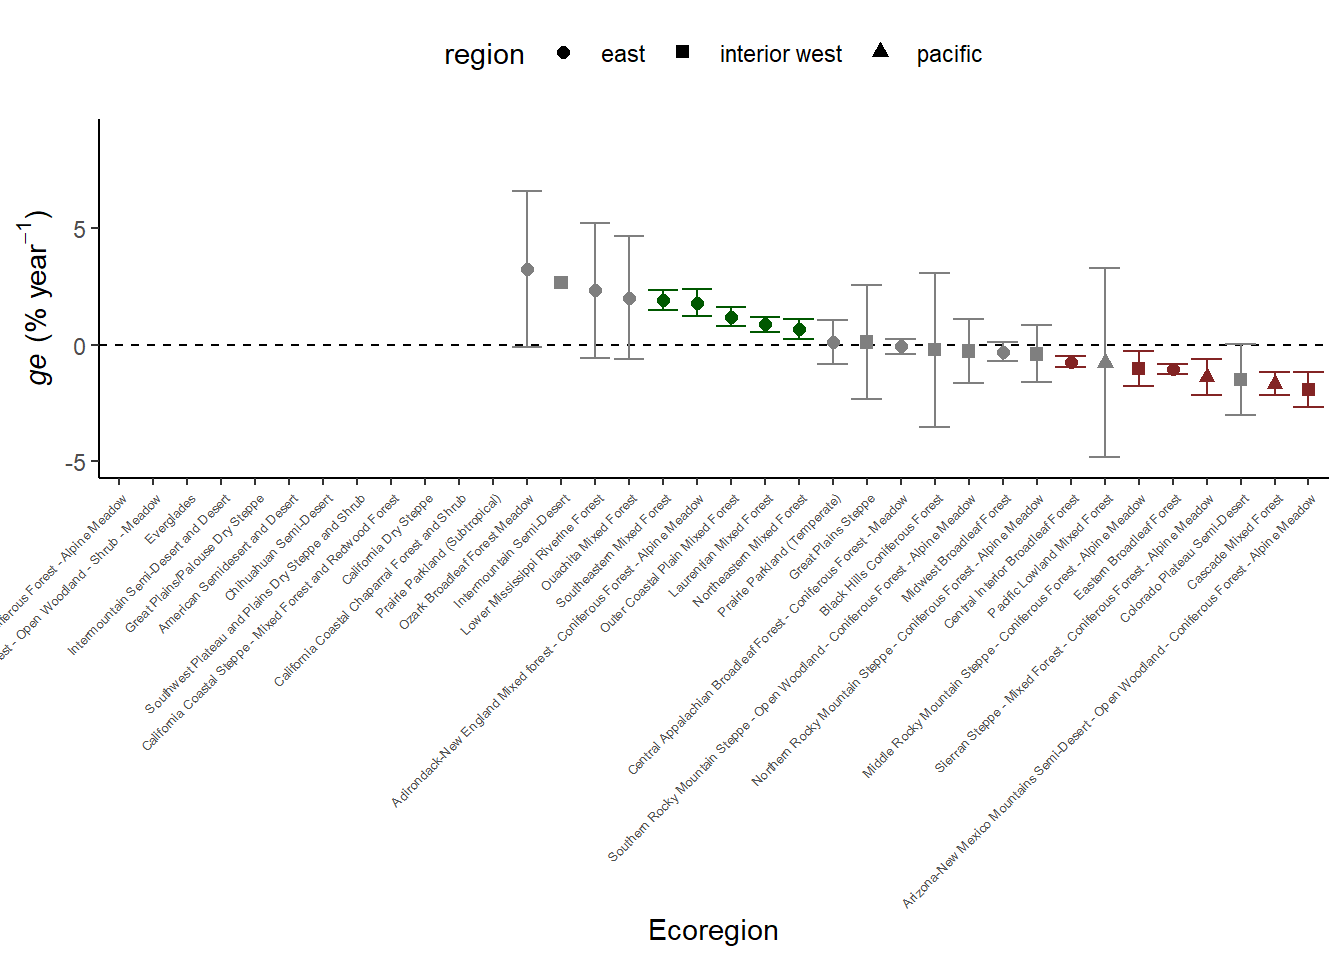 region east interior west pacific
ge (% year⁻¹)
5
0
-5
iferous Forest - Alpine Meadow
est - Open Woodland - Shrub - Meadow
Everglades
Intermountain Semi-Desert and Desert
Great Plains/Palouse Dry Steppe
American Semidesert and Desert
Chihuahuan Semi-Desert
Southwest Plateau and Plains Dry Steppe and Shrub
California Coastal Steppe - Mixed Forest and Redwood Forest
California Dry Steppe
California Coastal Chaparral Forest and Shrub
Prairie Parkland (Subtropical)
Ozark Broadleaf Forest Meadow
Intermountain Semi-Desert
Lower Mississippi Riverine Forest
Ouachita Mixed Forest
Southeastern Mixed Forest
Adirondack-New England Mixed forest - Coniferous Forest - Alpine Meadow
Outer Coastal Plain Mixed Forest
Laurentian Mixed Forest
Northeastern Mixed Forest
Prairie Parkland (Temperate)
Great Plains Steppe
Central Appalachian Broadleaf Forest - Coniferous Forest - Meadow
Black Hills Coniferous Forest
Southern Rocky Mountain Steppe - Open Woodland - Coniferous Forest - Alpine Meadow
Midwest Broadleaf Forest
Northern Rocky Mountain Steppe - Coniferous Forest - Alpine Meadow
Central Interior Broadleaf Forest
Pacific Lowland Mixed Forest
Middle Rocky Mountain Steppe - Coniferous Forest - Alpine Meadow
Eastern Broadleaf Forest
Sierran Steppe - Mixed Forest - Coniferous Forest - Alpine Meadow
Colorado Plateau Semi-Desert
Cascade Mixed Forest
Arizona-New Mexico Mountains Semi-Desert - Open Woodland - Coniferous Forest - Alpine Meadow
Ecoregion